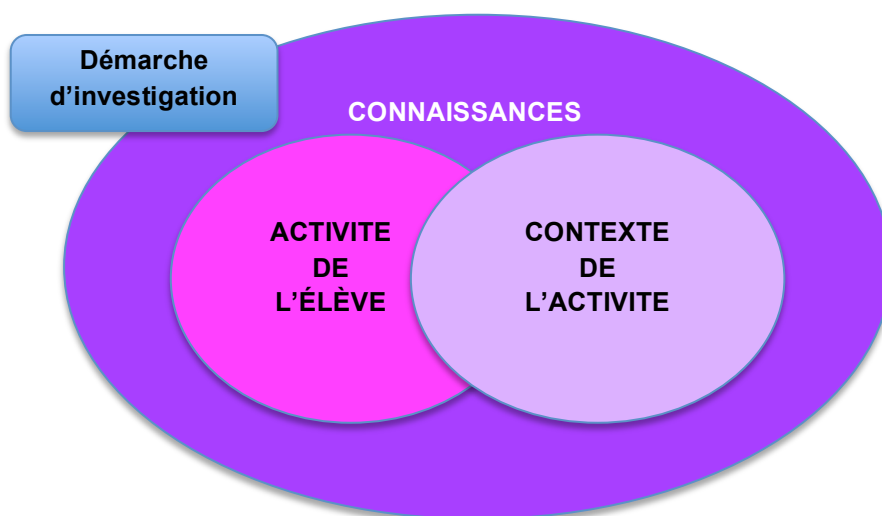 Démarche
d’investigation
CONNAISSANCES
ACTIVITE
DE
L’ÉLÈVE
CONTEXTE
DE
L’ACTIVITE